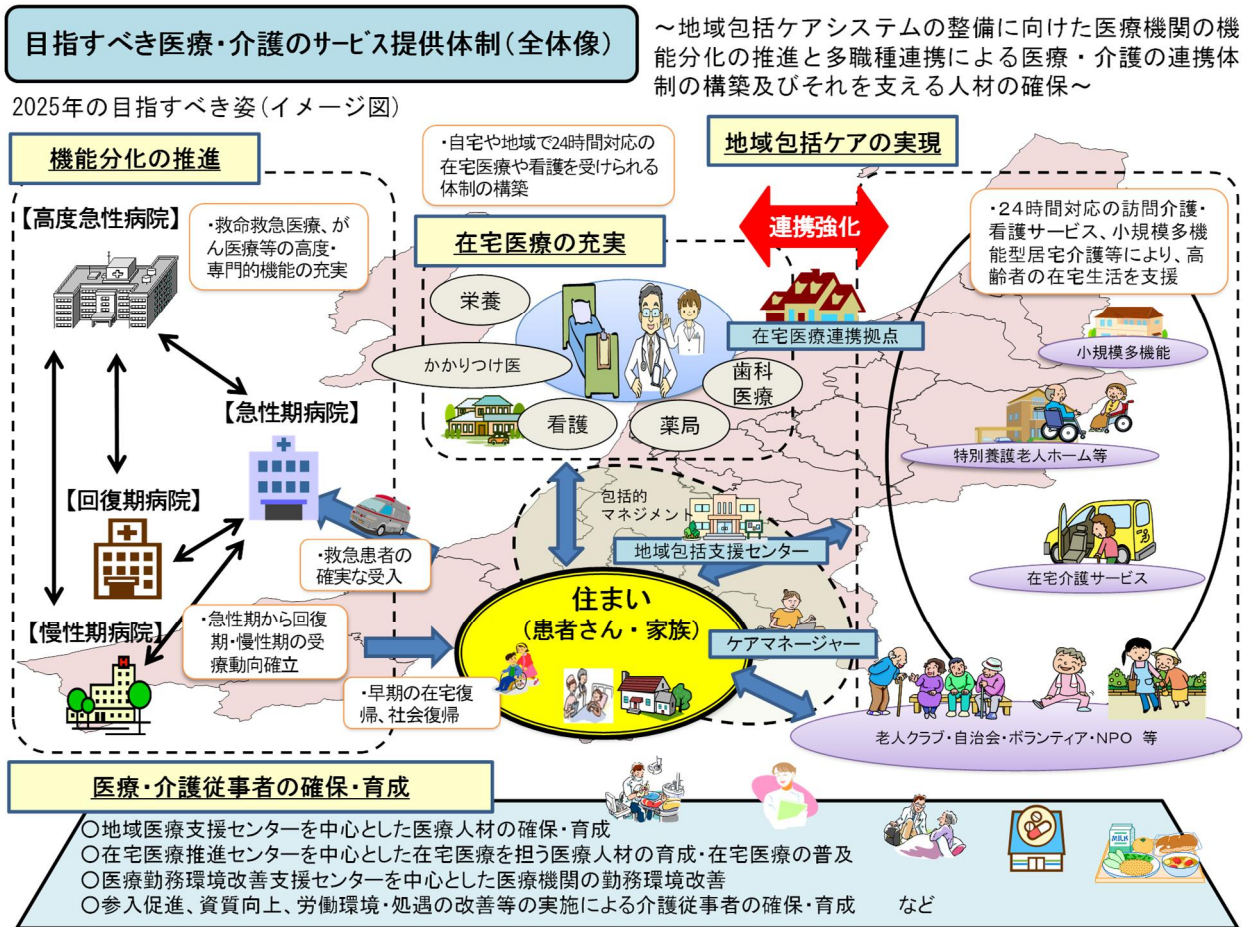 目指すべき医療・介護のサービス提供体制(全体像)
～地域包括ケアシステムの整備に向けた医療機関の機
能分化の推進と多職種連携による医療・介護の連携体
制の構築及びそれを支える人材の確保～
2025年の目指すべき姿(イメージ図)
機能分化の推進
【高度急性病院】
・救命救急医療、が
ん医療等の高度・
専門的機能の充実
【急性期病院】
【回復期病院】
・救急患者の
確実な受入
【慢性期病院】
・急性期から回復
期・慢性期の受
療動向確立
・早期の在宅復
帰、社会復帰
・自宅や地域で24時間対応の
在宅医療や看護を受けられる
体制の構築
在宅医療の充実
栄養
かかりつけ医
看護
薬局
歯科
医療
連携強化
在宅医療連携拠点
包括的
マネジメント
地域包括支援センター
住まい
(患者さん・家族)
ケアマネージャー
地域包括ケアの実現
・24時間対応の訪問介護・
看護サービス、小規模多機
能型居宅介護等により、高
齢者の在宅生活を支援
小規模多機能
特別養護老人ホーム等
在宅介護サービス
老人クラブ・自治会・ボランティア・NPO 等
医療・介護従事者の確保・育成
○地域医療支援センターを中心とした医療人材の確保・育成
○在宅医療推進センターを中心とした在宅医療を担う医療人材の育成・在宅医療の普及
○医療勤務環境改善支援センターを中心とした医療機関の勤務環境改善
○参入促進、資質向上、労働環境・処遇の改善等の実施による介護従事者の確保・育成 など
MILK
H